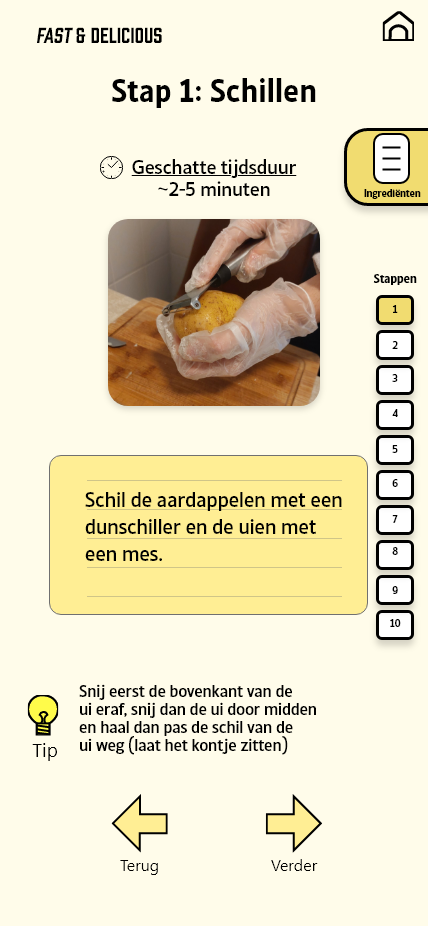 FAST & DELICIOUS
Stap 1: Schillen
Geschatte tijdsduur
~2-5 minuten
Ingrediënten
Stappen
1
2
3
4
5
6
7
8
9
10
Schil de aardappelen met een
dunschiller en de uien met
een mes.
Snij eerst de bovenkant van de
ui eraf, snij dan de ui door midden
en haal dan pas de schil van de
ui weg (laat het kontje zitten)
Tip
Terug
Verder